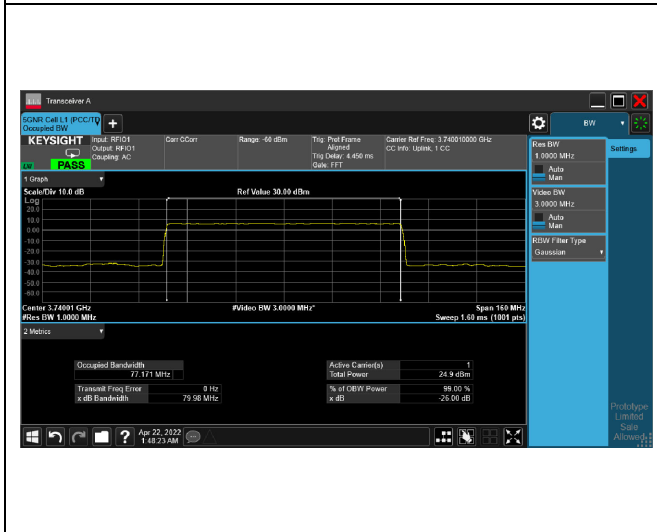 Transceiver A
5GNR Cell L1 (PCC/TD
Occupied BW
BW
KEYSIGHT
Input: RFIO1
Output: RFIO1
Coupling: AC
Corr CCorr
Range: -60 dBm
Trig: Prot Frame
Aligned
Trig Delay: 4.450 ms
Gate: FFT
Carrier Ref Freq: 3.740010000 GHz
CC Info: Uplink, 1 CC
PASS
Settings
Res BW
1.0000 MHz
Auto
Man
Video BW
3.0000 MHz
Auto
Man
RBW Filter Type
Gaussian
1 Graph
Scale/Div 10.0 dB
Ref Value 30.00 dBm
Log
20.0
10.0
0.00
-10.0
-20.0
-30.0
-40.0
-50.0
-60.0
Center 3.74001 GHz
#Video BW 3.0000 MHz*
Span 160 MHz
#Res BW 1.0000 MHz
Sweep 1.60 ms (1001 pts)
2 Metrics
Occupied Bandwidth
77.171 MHz
Active Carrier(s) 1
Total Power 24.9 dBm
Transmit Freq Error 0 Hz
x dB Bandwidth 79.98 MHz
% of OBW Power 99.00 %
x dB -26.00 dB
Prototype
Limited
Sale
Allowed
Apr 22, 2022
1:48:23 AM